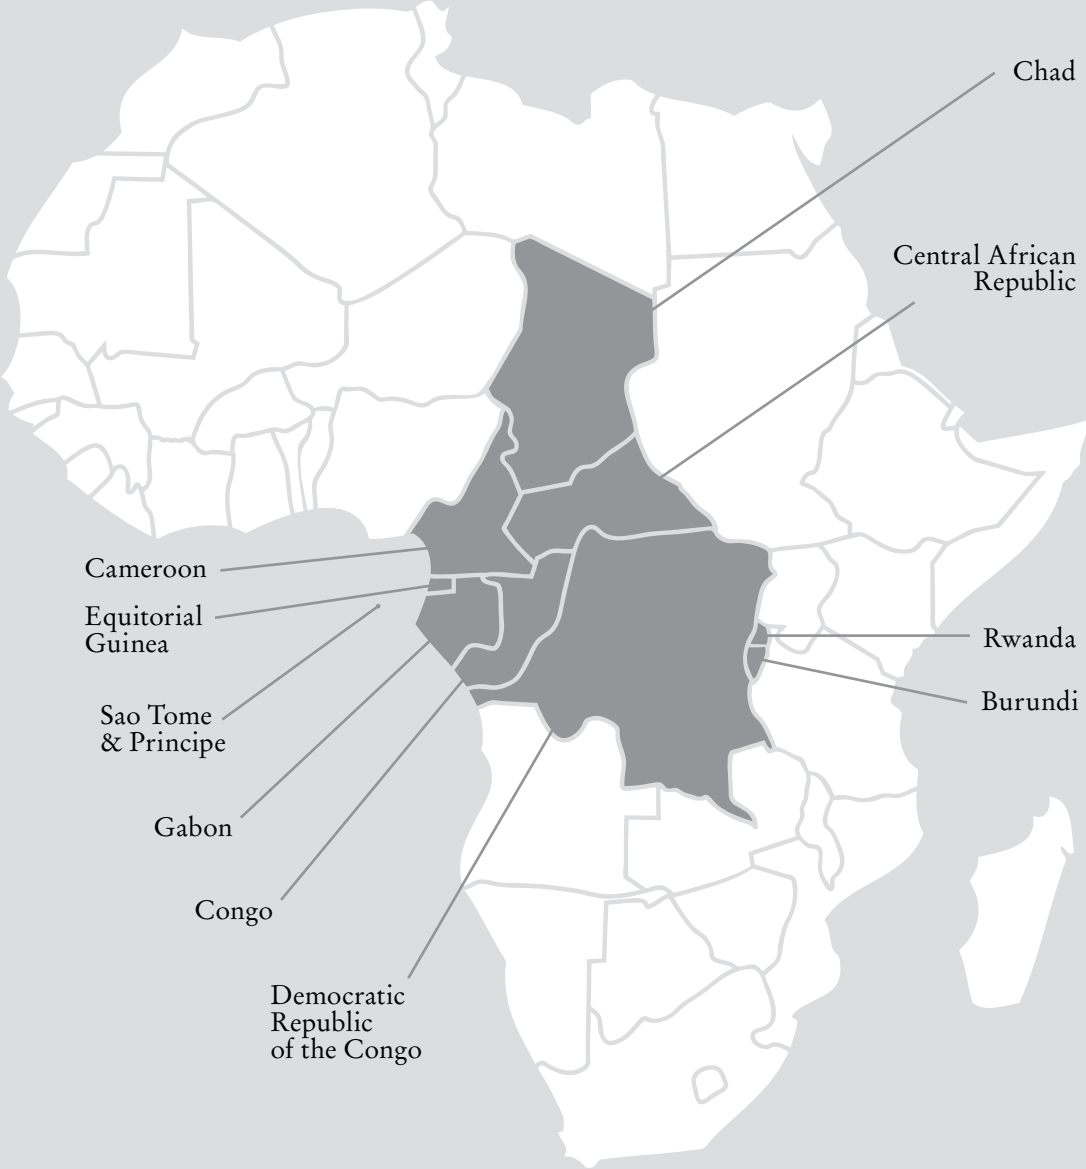 Chad
Central African
Republic
Cameroon
Equitorial
Guinea
Rwanda
Burundi
Sao Tome
& Principe
Gabon
Congo
Democratic
Republic
of the Congo